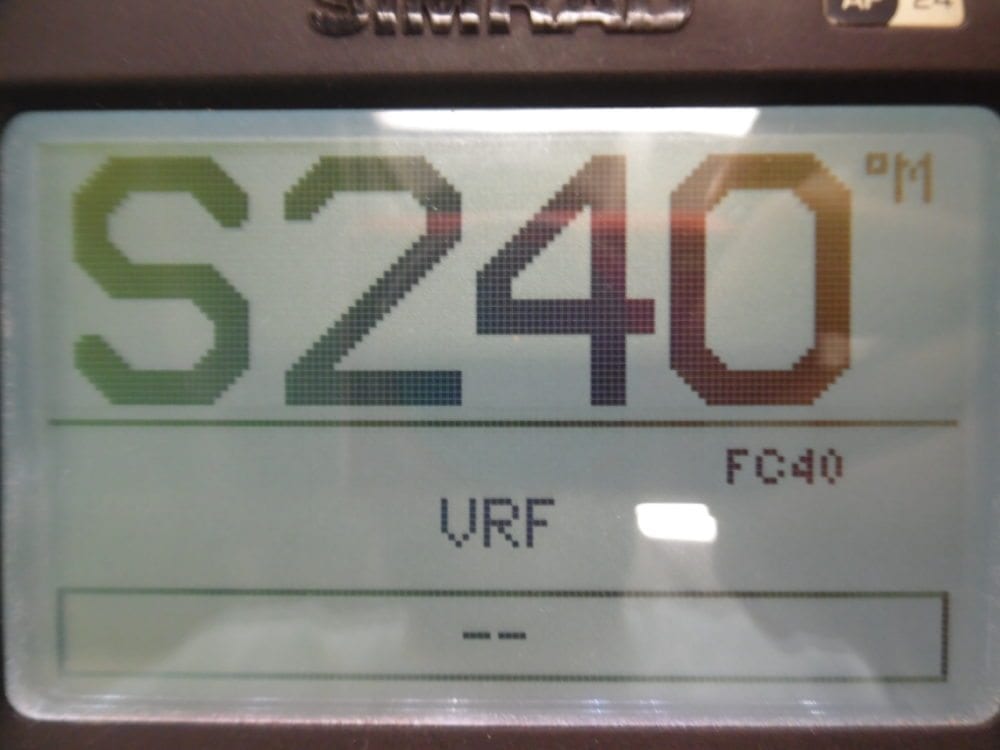 SIMRAD
AP 24
S240 °M
FC40
VRF
--